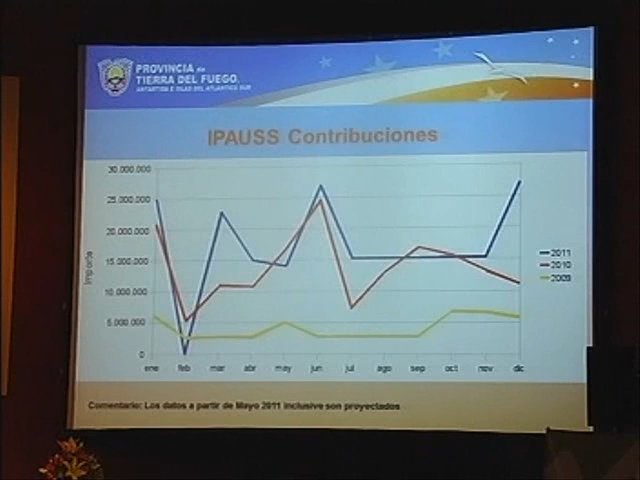 PROVINCIA de
TIERRA DEL FUEGO,
ANTARTIDA E ISLAS DEL ATLANTICO SUR
IPAUSS Contribuciones
30.000.000
25.000.000
20.000.000
15.000.000
10.000.000
5.000.000
0
Importe
ene feb mar abr may jun jul ago sep oct nov dic
2011
2010
2009
Comentario: Los datos a partir de Mayo 2011 inclusive son proyectados